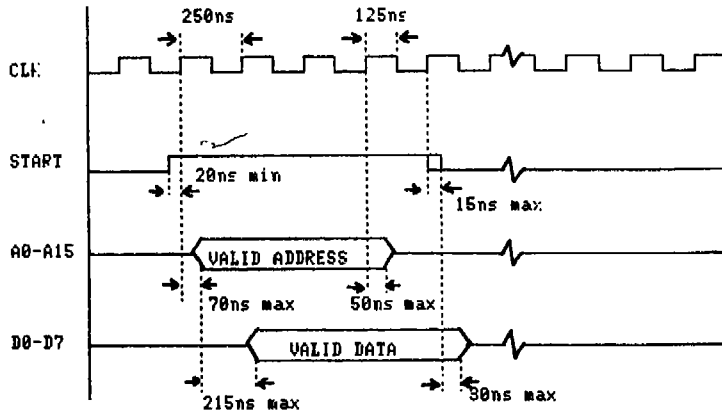 250ns 125ns
CLK
START
20ns min 15ns max
A0-A15 VALID ADDRESS
70ns max 50ns max
D0-D7 VALID DATA
215ns max 30ns max